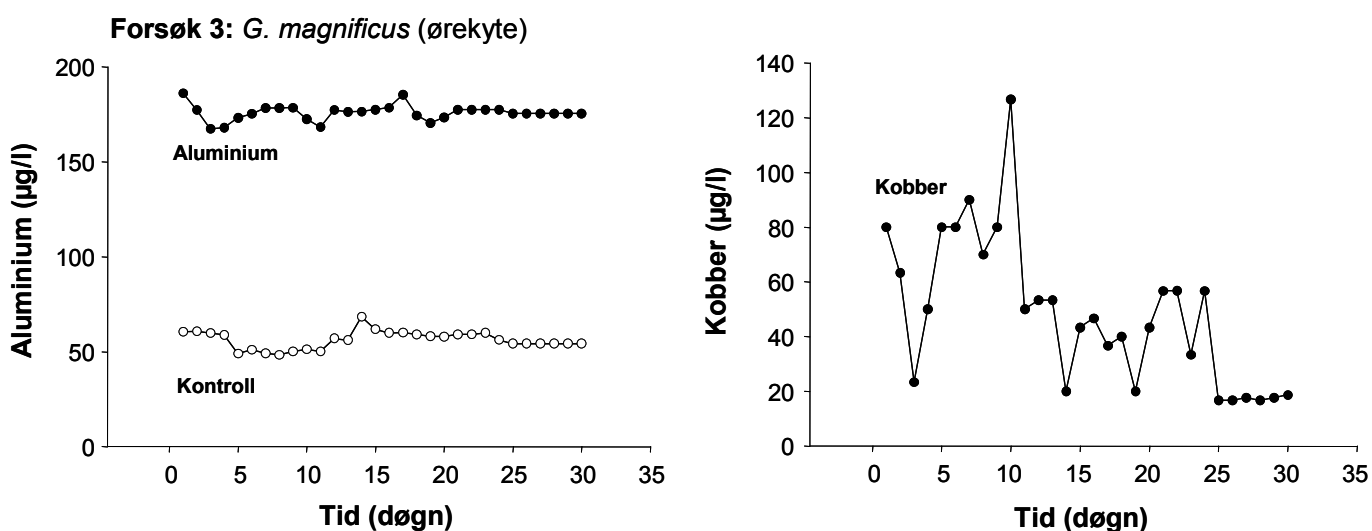 Forsøk 3: G. magnificus (ørekyte)
Aluminium (µg/l)
200
150
100
50
0
Aluminium
Kontroll
0 5 10 15 20 25 30 35
Tid (døgn)
Kobber (µg/l)
140
120
100
80
60
40
20
0
Kobber
0 5 10 15 20 25 30 35
Tid (døgn)